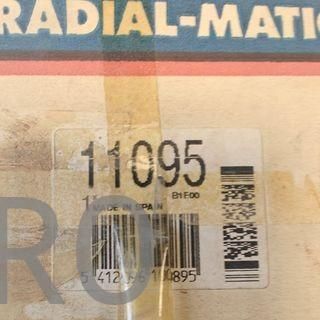 RADIAL-MATIC
11095
B1E00
MADE IN SPAIN
RO